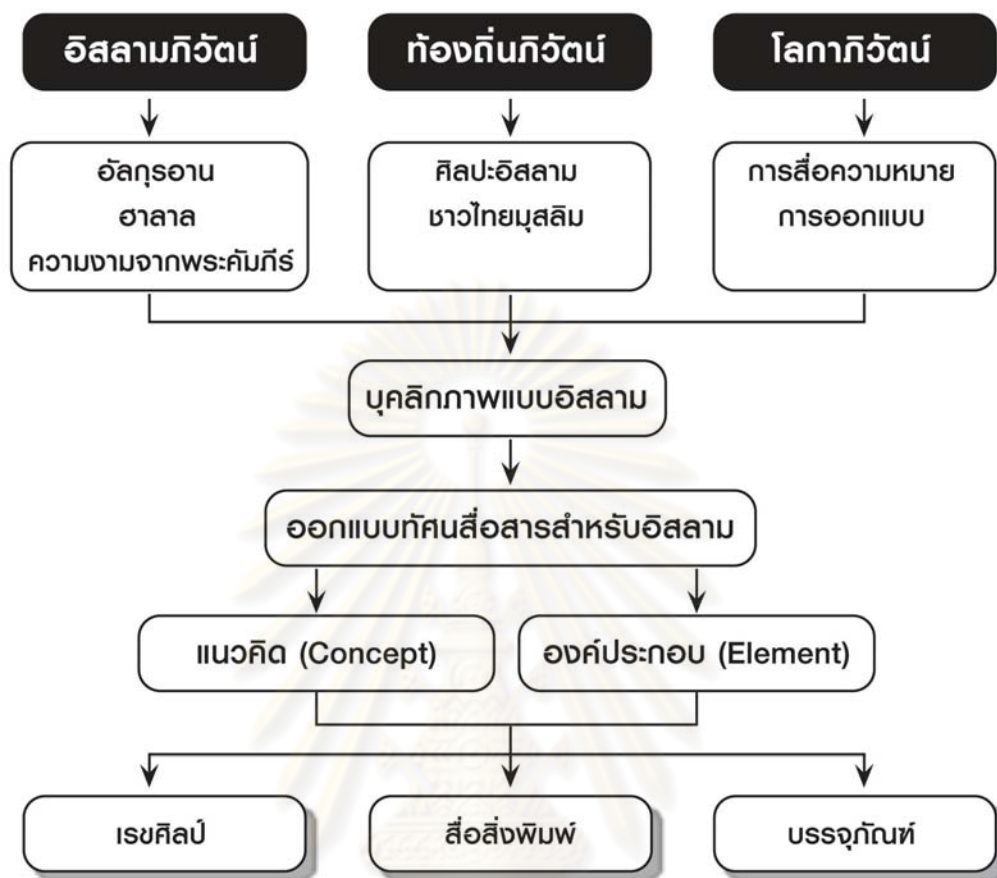 อิสลามภิวัตน์
ท้องถิ่นภิวัตน์
โลกาภิวัตน์
อัลกุรอาน
ฮาลาล
ความงามจากพระคัมภีร์
ศิลปะอิสลาม
ชาวไทยมุสลิม
การสื่อความหมาย
การออกแบบ
บุคลิกภาพแบบอิสลาม
ออกแบบทัศนสื่อสารสำหรับอิสลาม
แนวคิด (Concept)
องค์ประกอบ (Element)
เรขศิลป์
สื่อสิ่งพิมพ์
บรรจุภัณฑ์